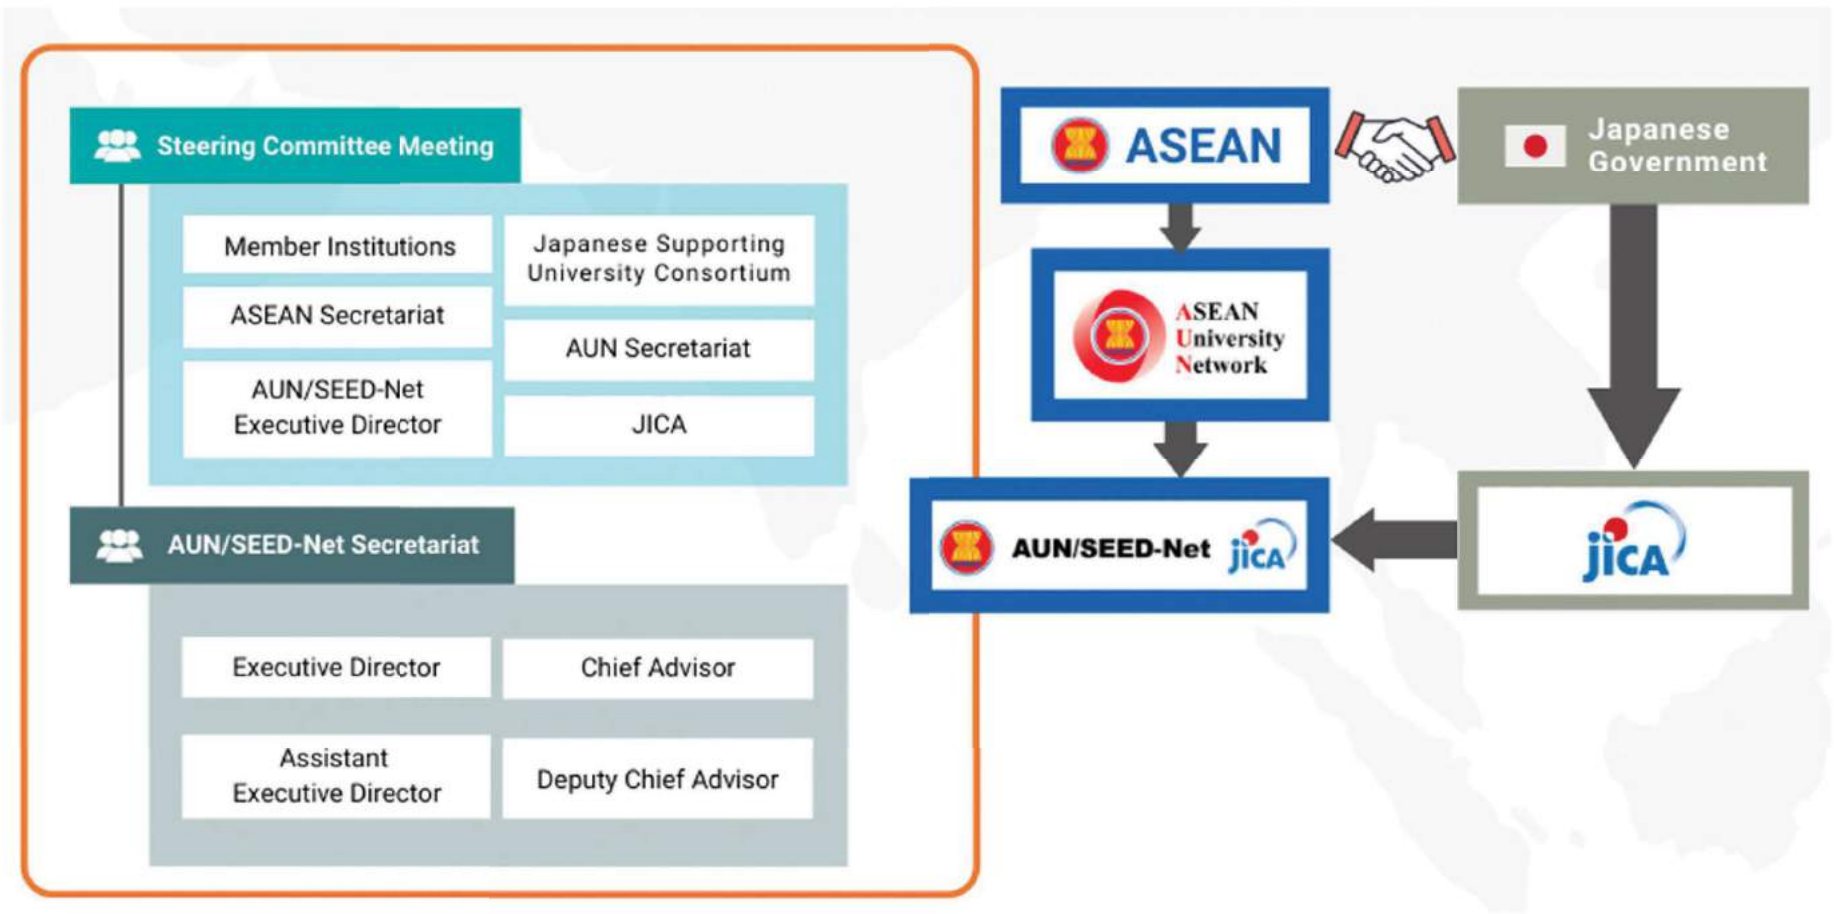 Steering Committee Meeting
Member Institutions
ASEAN Secretariat
AUN/SEED-Net
Executive Director
Japanese Supporting
University Consortium
AUN Secretariat
JICA
AUN/SEED-Net Secretariat
Executive Director
Chief Advisor
Assistant
Executive Director
Deputy Chief Advisor
ASEAN
Japanese
Government
ASEAN
University
Network
AUN/SEED-Net
jICA
jICA